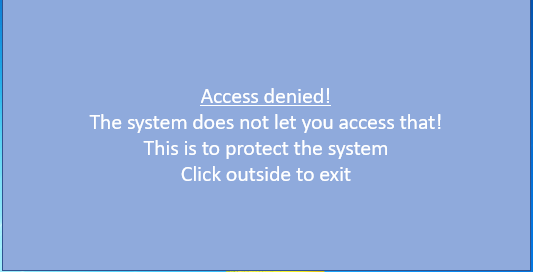 Access denied!
The system does not let you access that!
This is to protect the system
Click outside to exit